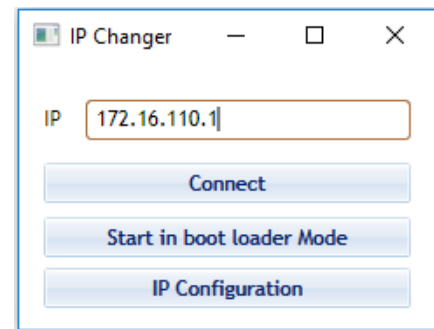 IP Changer
IP 172.16.110.1
Connect
Start in boot loader Mode
IP Configuration